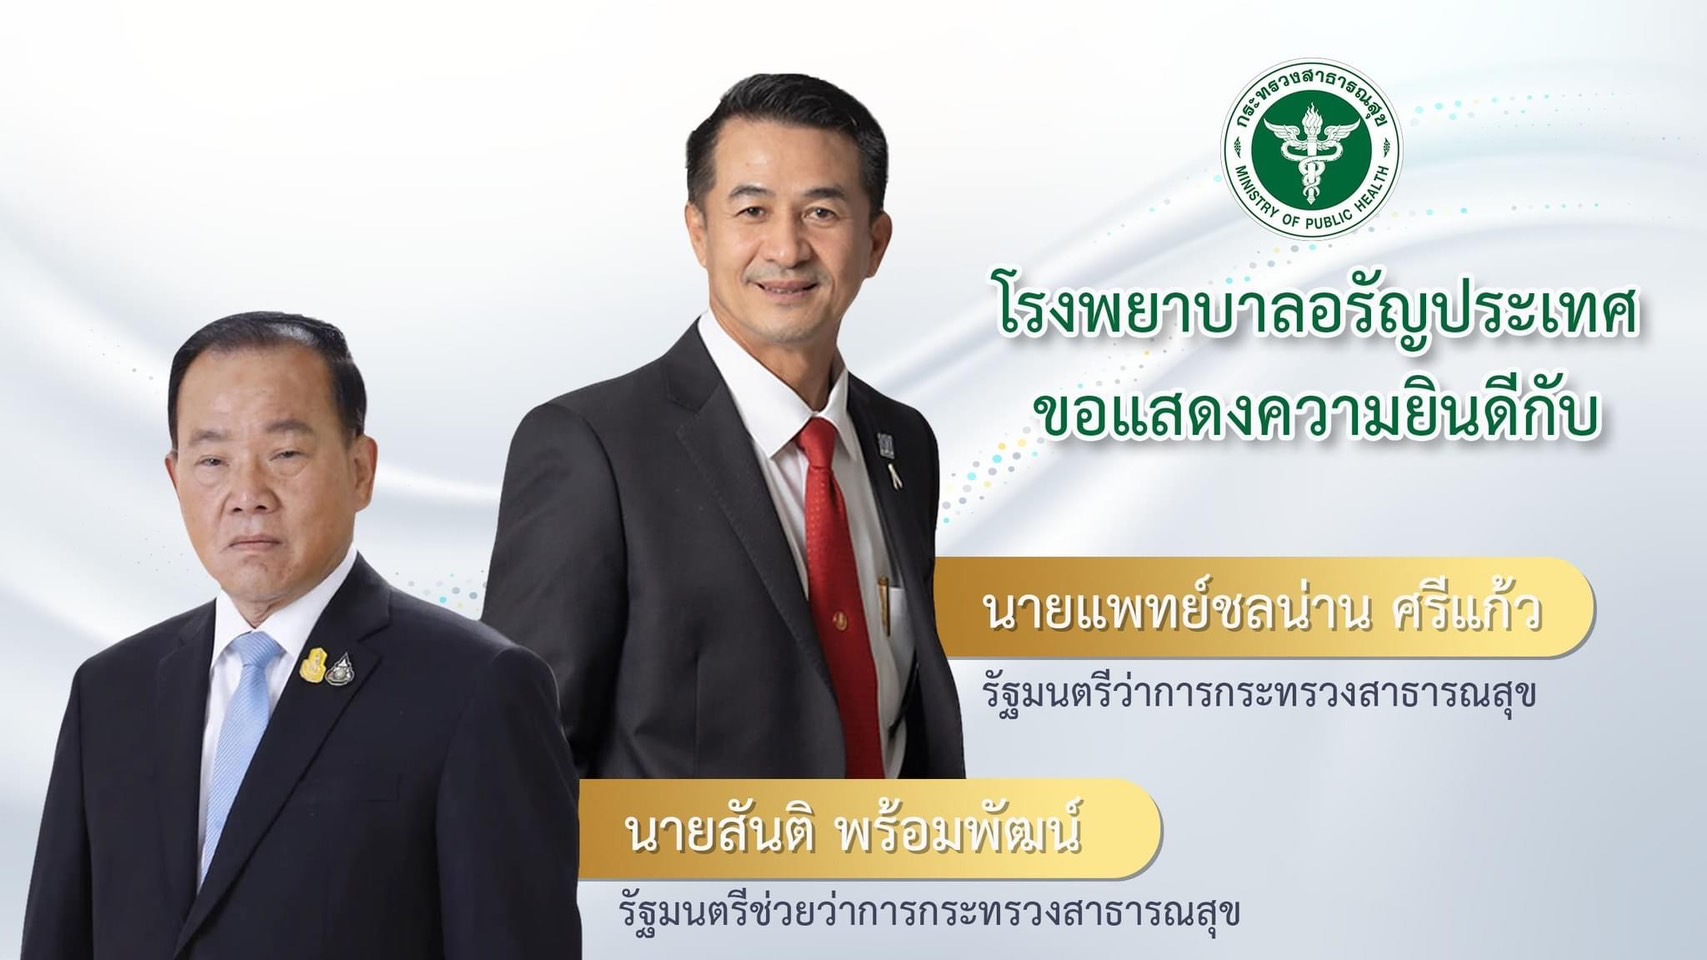 กระทรวงสาธารณสุข
MINISTRY OF PUBLIC HEALTH
โรงพยาบาลอรัญประเทศ
ขอแสดงความยินดีกับ
นายแพทย์ชลน่าน ศรีแก้ว
รัฐมนตรีว่าการกระทรวงสาธารณสุข
นายสันติ พร้อมพัฒน์
รัฐมนตรีช่วยว่าการกระทรวงสาธารณสุข